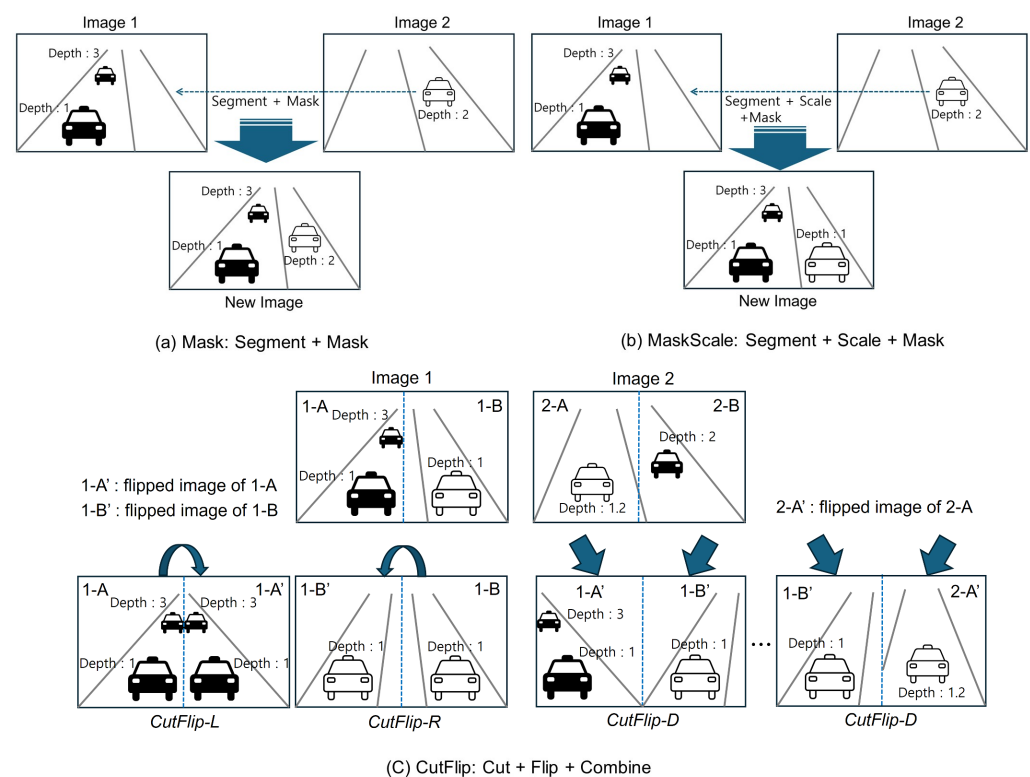 Image 1
Image 2
Depth : 3
Depth : 1
Segment + Mask
Depth : 2
Depth : 3
Depth : 1
Depth : 2
New Image
(a) Mask: Segment + Mask
Image 1
Image 2
Depth : 3
Depth : 1
Segment + Scale
+Mask
Depth : 2
Depth : 3
Depth : 1
Depth : 1
New Image
(b) MaskScale: Segment + Scale + Mask
Image 1
Image 2
1-A
1-B
Depth : 3
Depth : 1
Depth : 1
2-A
2-B
Depth : 2
Depth : 1.2
1-A’ : flipped image of 1-A
1-B’ : flipped image of 1-B
2-A’ : flipped image of 2-A
1-A
1-A’
Depth : 3
Depth : 3
Depth : 1
Depth : 1
CutFlip-L
1-B’
1-B
Depth : 1
Depth : 1
CutFlip-R
1-A’
1-B’
Depth : 3
Depth : 1
Depth : 1
CutFlip-D
...
1-B’
2-A’
Depth : 1
Depth : 1.2
CutFlip-D
(C) CutFlip: Cut + Flip + Combine